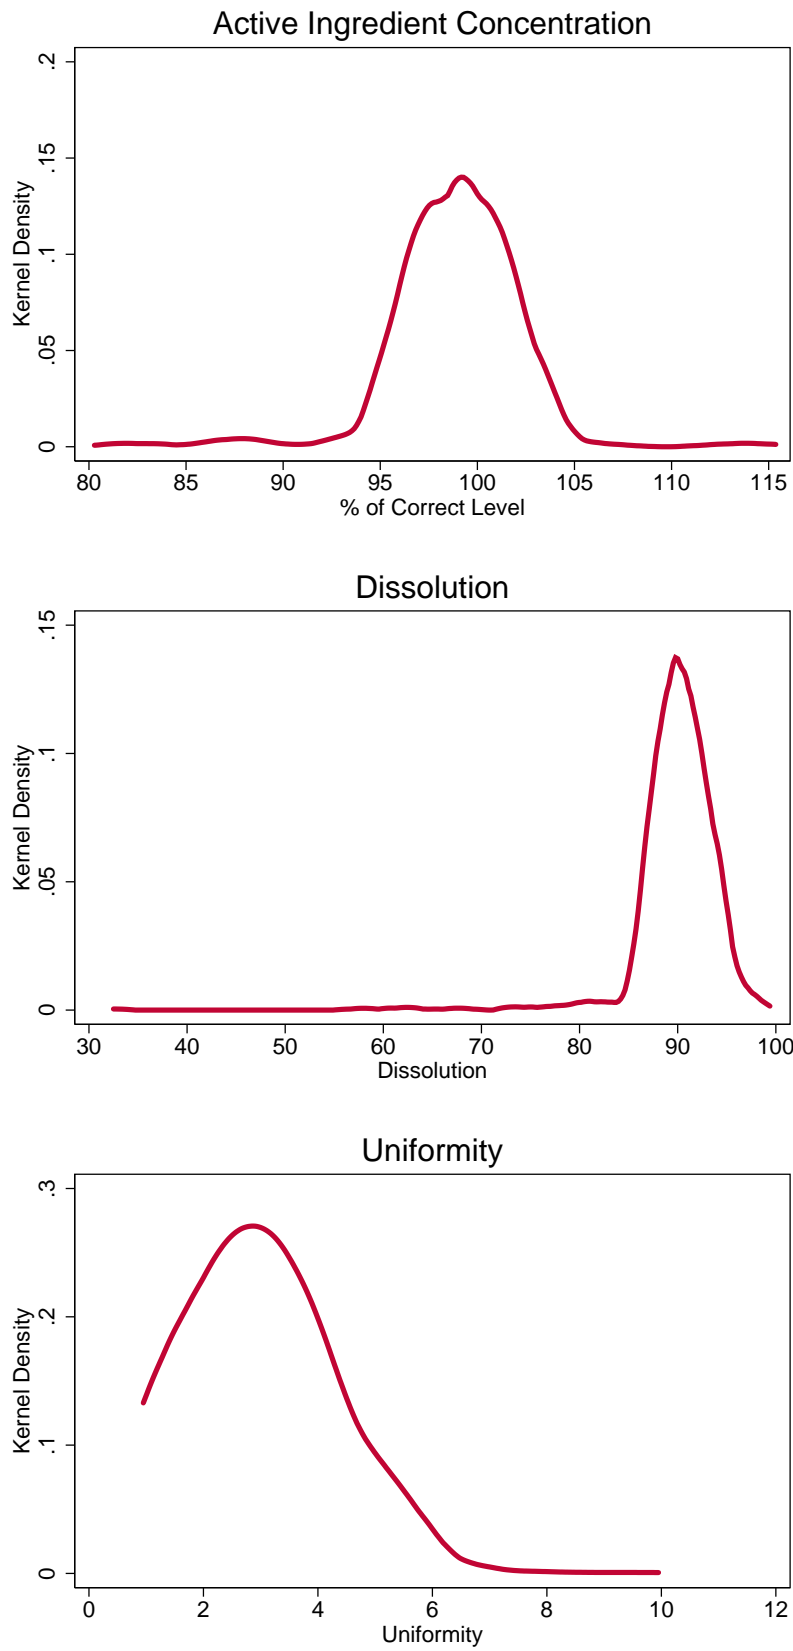 Active Ingredient Concentration
.2
.15
.1
.05
0
Kernel Density
80 85 90 95 100 105 110 115
% of Correct Level
Dissolution
.15
.1
.05
0
Kernel Density
30 40 50 60 70 80 90 100
Dissolution
Uniformity
.3
.2
.1
0
Kernel Density
0 2 4 6 8 10 12
Uniformity